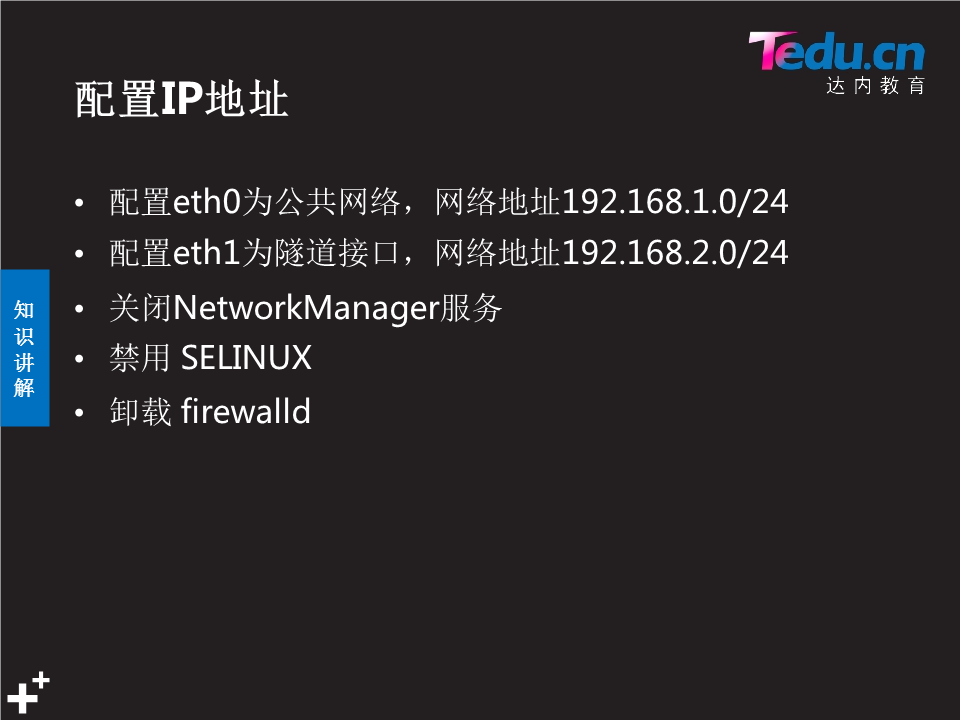 Tedu.cn
达内教育
配置IP地址
• 配置eth0为公共网络，网络地址192.168.1.0/24
• 配置eth1为隧道接口，网络地址192.168.2.0/24
• 关闭NetworkManager服务
• 禁用 SELINUX
• 卸载 firewalld
知
识
讲
解